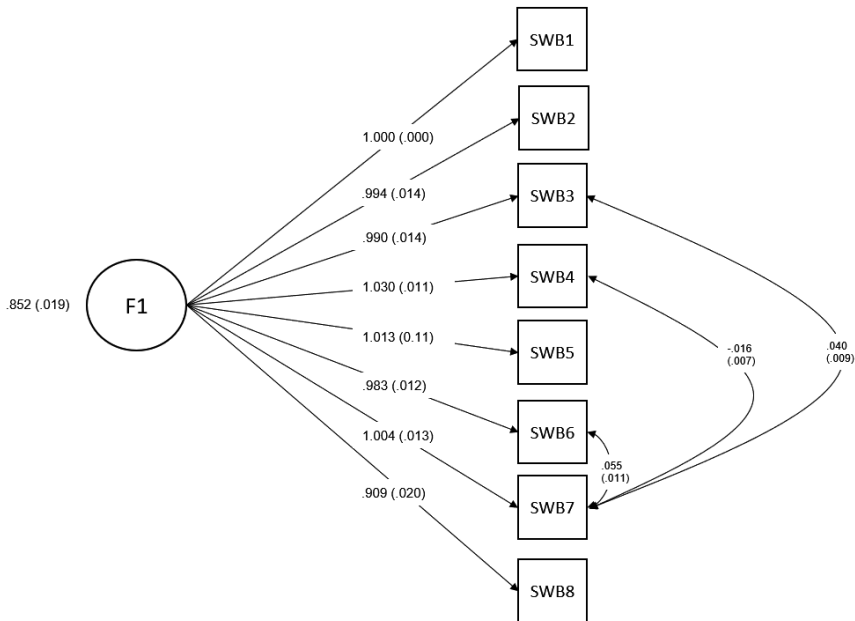 SWB1
SWB2
1.000 (.000)
.994 (.014)
SWB3
.990 (.014)
SWB4
1.030 (.011)
.852 (.019)
F1
1.013 (0.11)
SWB5
-.016
(.007)
.040
(.009)
.983 (.012)
SWB6
1.004 (.013)
.055
(.011)
.909 (.020)
SWB7
SWB8